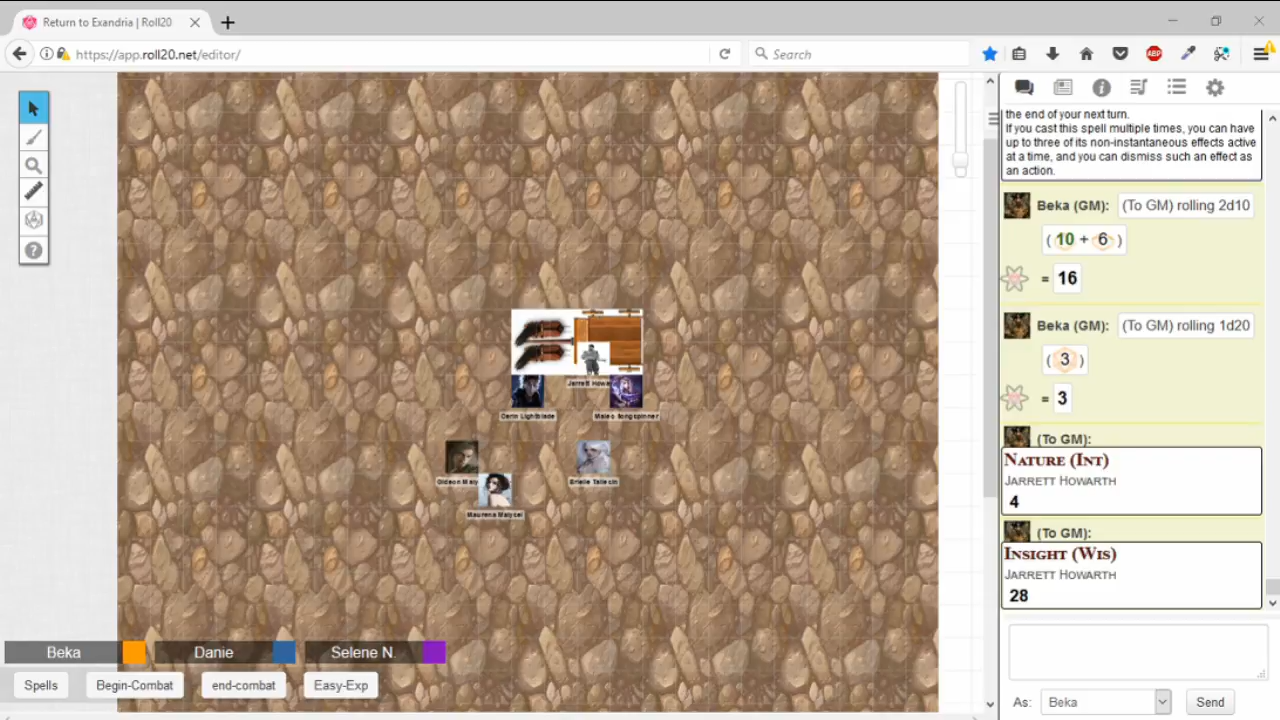 Return to Exandria | Roll20
https://app.roll20.net/editor/
Search
ABP
the end of your next turn.
If you cast this spell multiple times, you can have
up to three of its non-instantaneous effects active
at a time, and you can dismiss such an effect as
an action.
Beka (GM): (To GM) rolling 2d10
( 10 + 6 )
= 16
Beka (GM): (To GM) rolling 1d20
( 3 )
= 3
(To GM):
Nature (Int)
Jarrett Howarth
4
(To GM):
Insight (Wis)
Jarrett Howarth
28
Jarrett Howa
Darin Lightblade
Gideon Maly
Maurena Malysel
Beka
Danie
Selene N.
Spells
Begin-Combat
end-combat
Easy-Exp
As:
Beka
Send